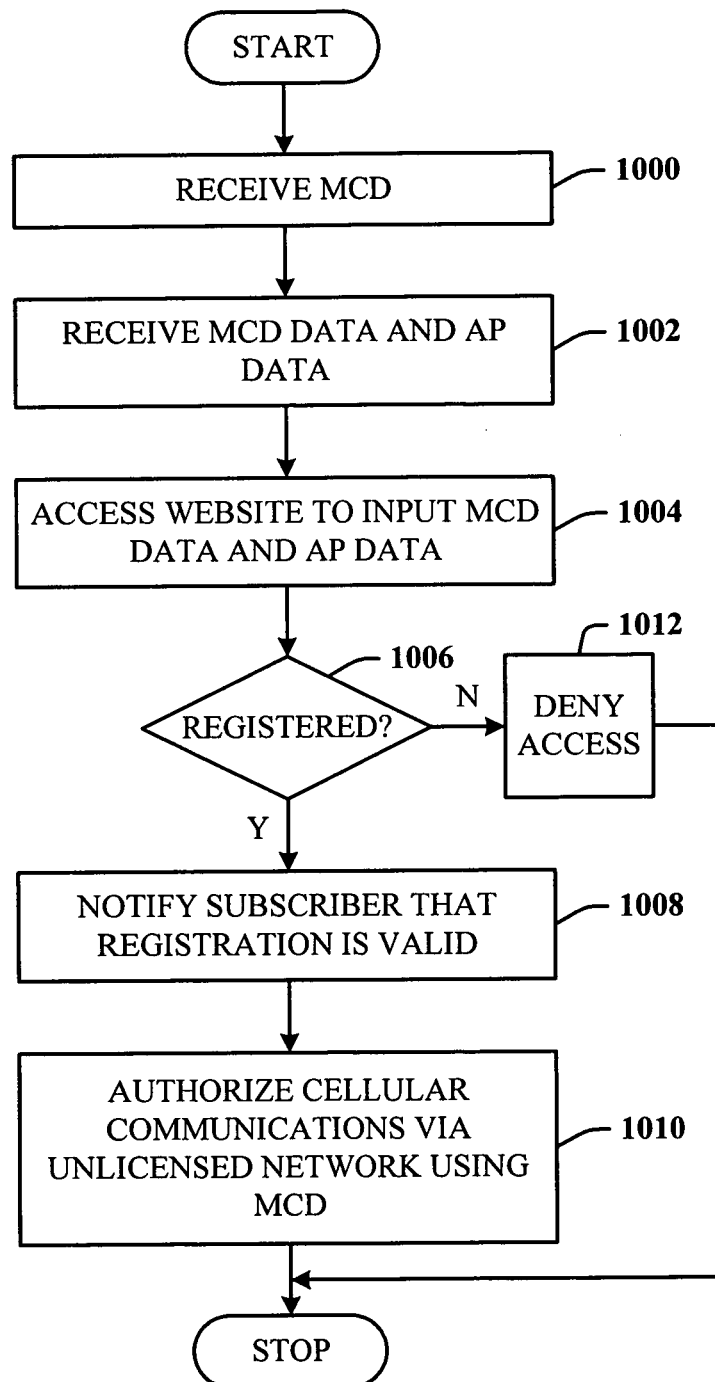 START
RECEIVE MCD
1000
RECEIVE MCD DATA AND AP
DATA
1002
ACCESS WEBSITE TO INPUT MCD
DATA AND AP DATA
1004
1006
REGISTERED?
N
1012
DENY
ACCESS
Y
NOTIFY SUBSCRIBER THAT
REGISTRATION IS VALID
1008
AUTHORIZE CELLULAR
COMMUNICATIONS VIA
UNLICENSED NETWORK USING
MCD
1010
STOP